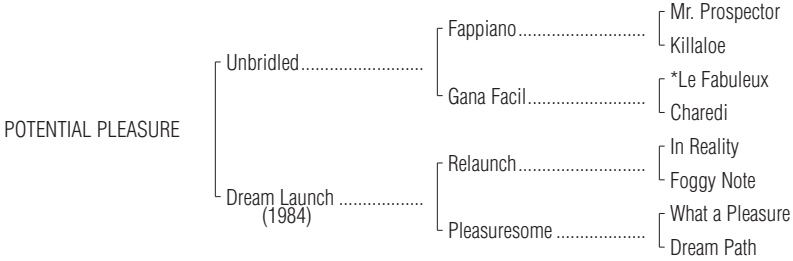 Mr. Prospector
Fappiano
Killaloe
Unbridled
*Le Fabuleux
Gana Facil
Charedi
POTENTIAL PLEASURE
In Reality
Relaunch
Foggy Note
Dream Launch
(1984)
What a Pleasure
Pleasuresome
Dream Path